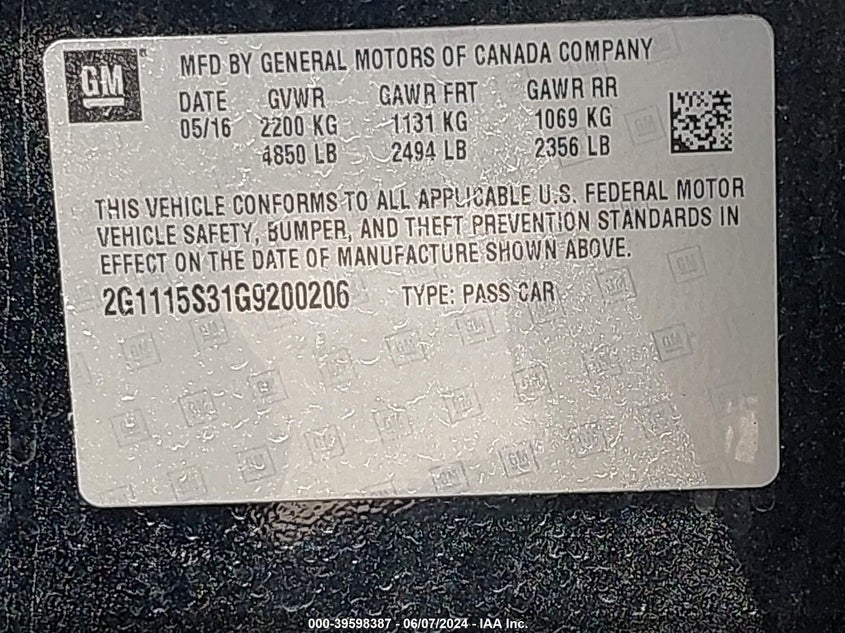 GM
MFD BY GENERAL MOTORS OF CANADA COMPANY
DATE GVWR GAWR FRT GAWR RR
05/16 2200 KG 1131 KG 1069 KG
4850 LB 2494 LB 2356 LB
THIS VEHICLE CONFORMS TO ALL APPLICABLE U.S. FEDERAL MOTOR
VEHICLE SAFETY, BUMPER, AND THEFT PREVENTION STANDARDS IN
EFFECT ON THE DATE OF MANUFACTURE SHOWN ABOVE.
2G1115S31G9200206 TYPE: PASS CAR
000-39598387 - 06/07/2024 - IAA Inc.